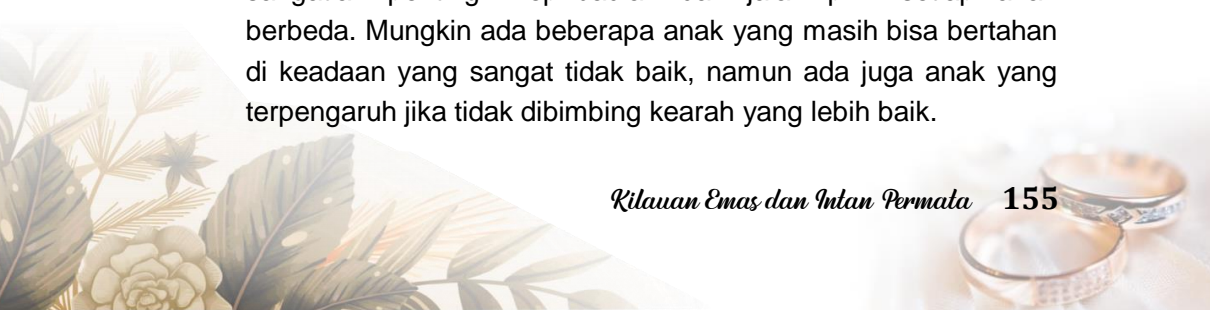 berbeda. Mungkin ada beberapa anak yang masih bisa bertahan
di keadaan yang sangat tidak baik, namun ada juga anak yang
terpengaruh jika tidak dibimbing kearah yang lebih baik.
Kilauan Emas dan Intan Permata 155